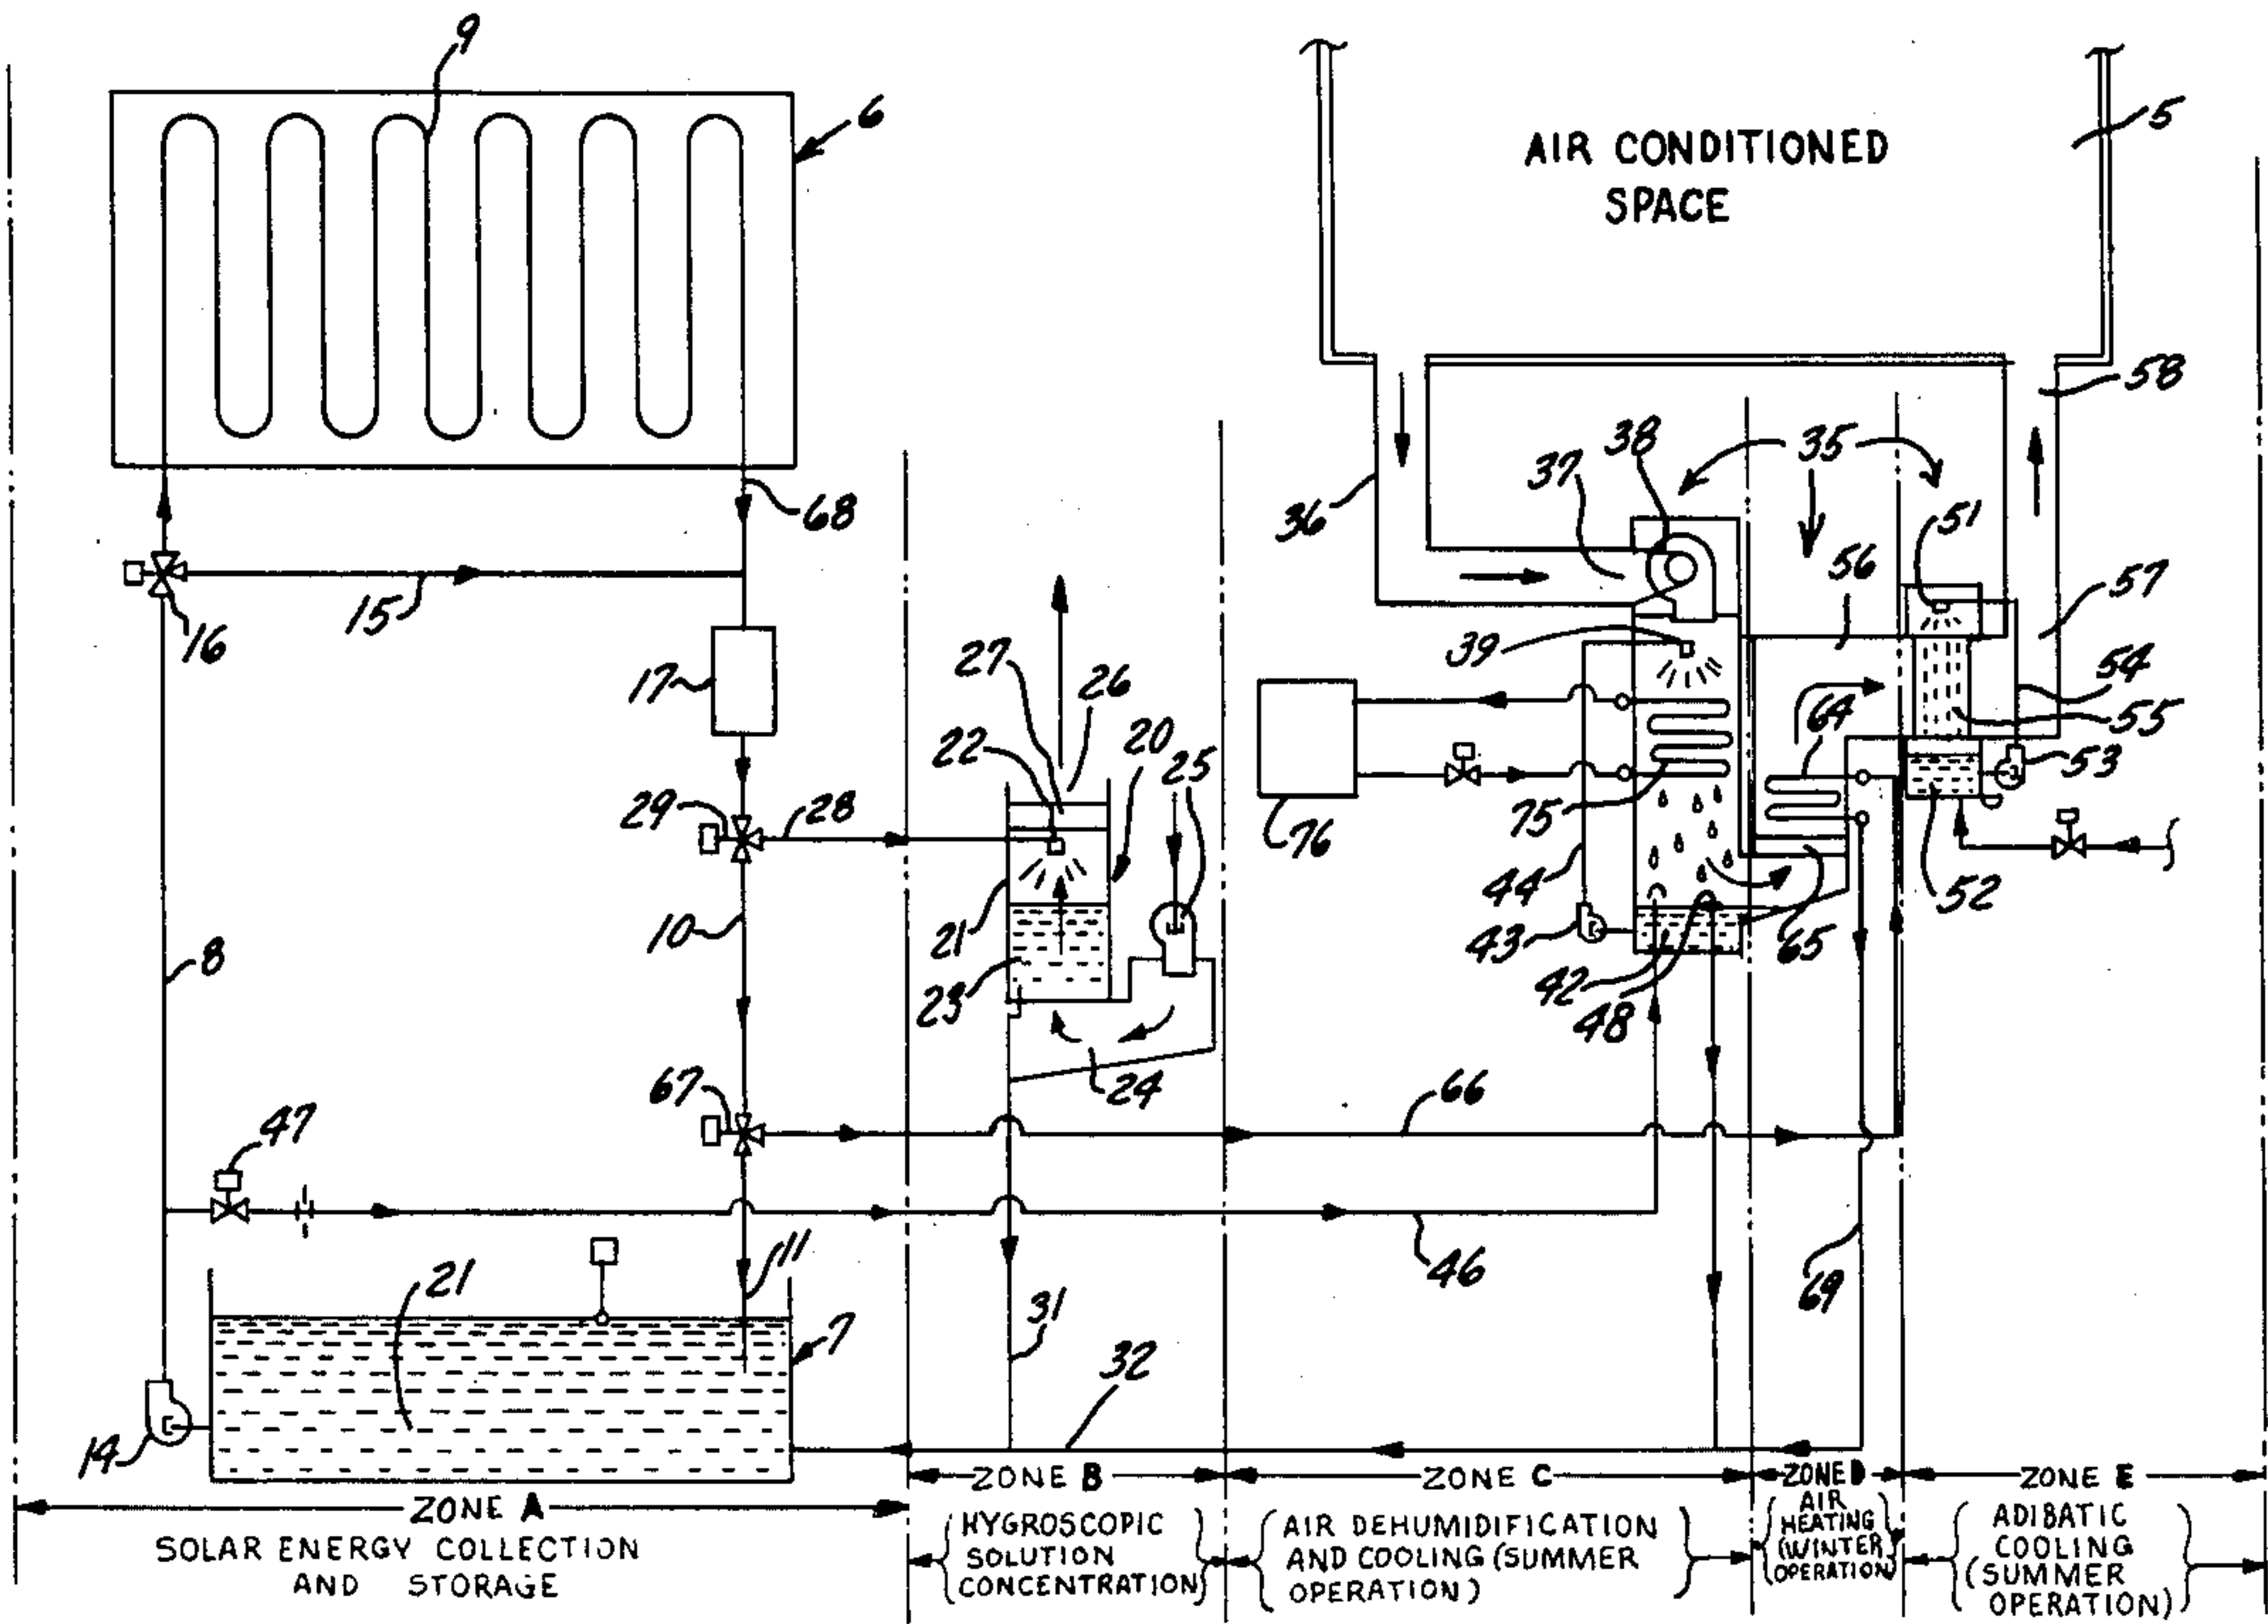 9
6
5
AIR CONDITIONED
SPACE
58
38
35
37
68
36
51
56
57
15
16
39
27
26
54
17
64
22
20
55
25
53
29
28
75
76
44
10
21
52
43
65
8
23
42
48
24
67
66
47
11
46
21
69
31
7
32
14
ZONE A
SOLAR ENERGY COLLECTION
AND STORAGE
ZONE B
HYGROSCOPIC
SOLUTION
CONCENTRATION
ZONE C
AIR DEHUMIDIFICATION
AND COOLING (SUMMER
OPERATION)
ZONE D
AIR
HEATING
(WINTER
OPERATION)
ZONE E
ADIBATIC
COOLING
(SUMMER
OPERATION)